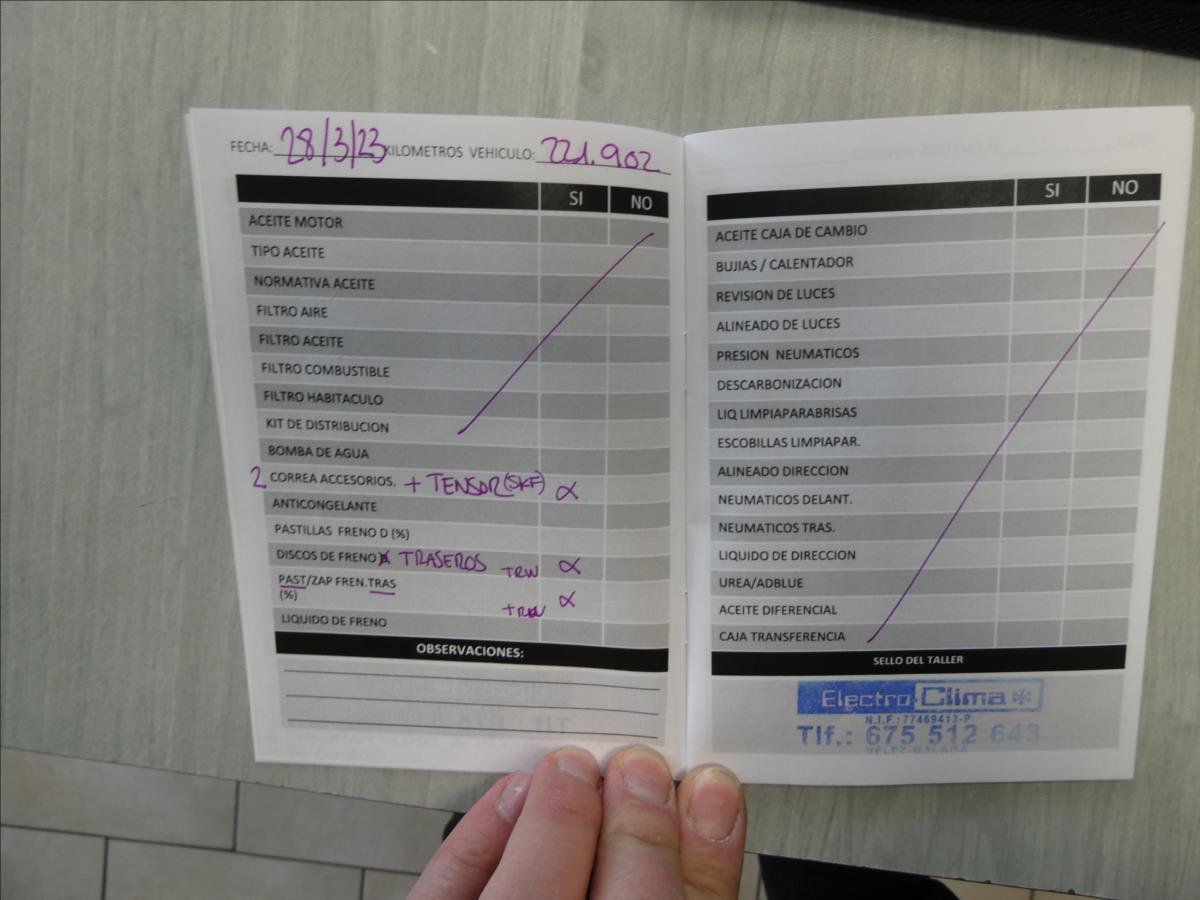 FECHA: 28/3/23 KILOMETROS VEHICULO: 221.902
SI NO
ACEITE MOTOR
TIPO ACEITE
NORMATIVA ACEITE
FILTRO AIRE
FILTRO ACEITE
FILTRO COMBUSTIBLE
FILTRO HABITACULO
KIT DE DISTRIBUCION
BOMBA DE AGUA
2 CORREA ACCESORIOS. + TENSOR (SKF) α
ANTICONGELANTE
PASTILLAS FRENO D (%)
DISCOS DE FRENO TRASEROS TRW α
PAST/ZAP FREN.TRAS TRW α
(%)
LIQUIDO DE FRENO
OBSERVACIONES:
SI NO
ACEITE CAJA DE CAMBIO
BUJIAS / CALENTADOR
REVISION DE LUCES
ALINEADO DE LUCES
PRESION NEUMATICOS
DESCARBONIZACION
LIQ LIMPIAPARABRISAS
ESCOBILLAS LIMPIAPAR.
ALINEADO DIRECCION
NEUMATICOS DELANT.
NEUMATICOS TRAS.
LIQUIDO DE DIRECCION
UREA/ADBLUE
ACEITE DIFERENCIAL
CAJA TRANSFERENCIA
SELLO DEL TALLER
Electro-Clima
N.I.F.: 77469413-P
Tlf.: 675 512 643
VÉLEZ-MÁLAGA